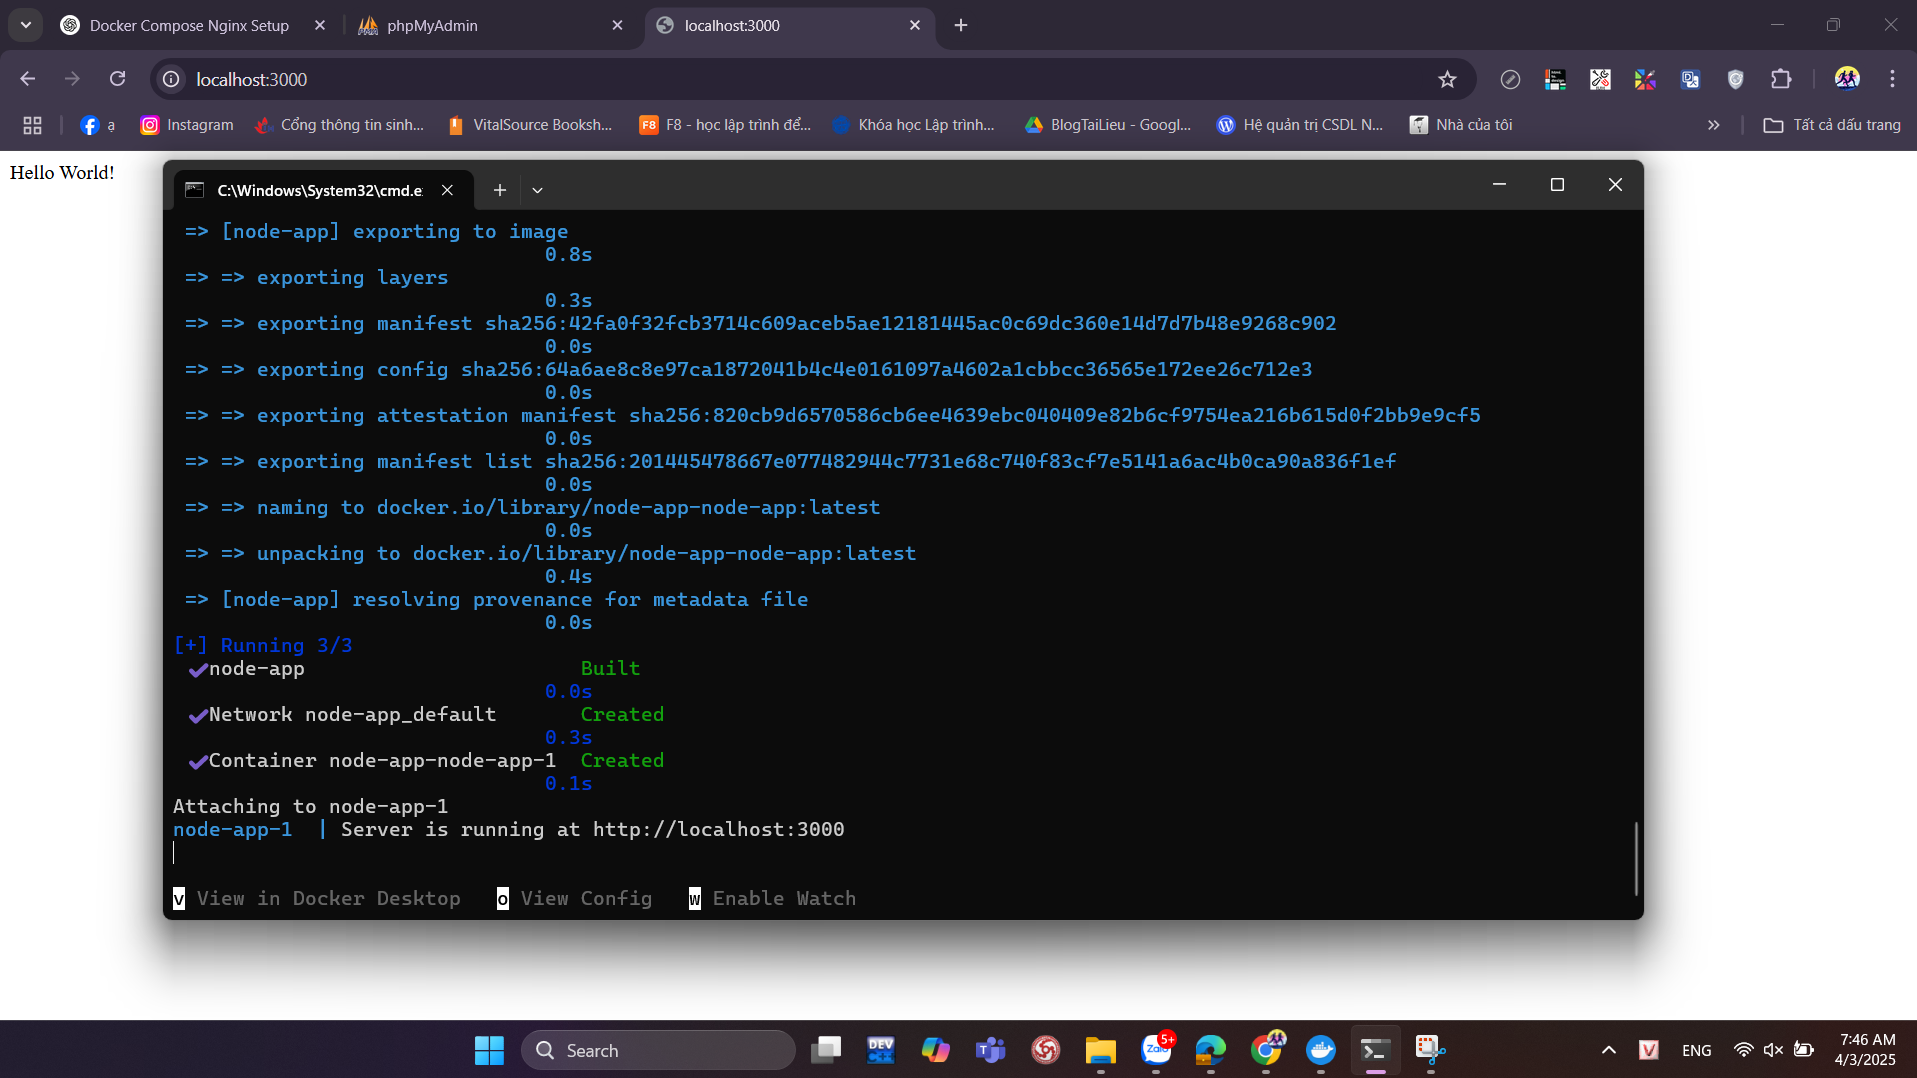 Docker Compose Nginx Setup
phpMyAdmin
localhost:3000
localhost:3000
ạ
Instagram
Cổng thông tin sinh...
VitalSource Booksh...
F8 - học lập trình để...
Khóa học Lập trình...
BlogTaiLieu - Googl...
Hệ quản trị CSDL N...
Nhà của tôi
Tất cả dấu trang
Hello World!
C:\Windows\System32\cmd.e
=> [node-app] exporting to image
0.8s
=> => exporting layers
0.3s
=> => exporting manifest sha256:42fa0f32fcb3714c609aceb5ae12181445ac0c69dc360e14d7d7b48e9268c902
0.0s
=> => exporting config sha256:64a6ae8c8e97ca1872041b4c4e0161097a4602a1cbbcc36565e172ee26c712e3
0.0s
=> => exporting attestation manifest sha256:820cb9d6570586cb6ee4639ebc040409e82b6cf9754ea216b615d0f2bb9e9cf5
0.0s
=> => exporting manifest list sha256:201445478667e077482944c7731e68c740f83cf7e5141a6ac4b0ca90a836f1ef
0.0s
=> => naming to docker.io/library/node-app-node-app:latest
0.0s
=> => unpacking to docker.io/library/node-app-node-app:latest
0.4s
=> [node-app] resolving provenance for metadata file
0.0s
[+] Running 3/3
✔node-app Built
0.0s
✔Network node-app_default Created
0.3s
✔Container node-app-node-app-1 Created
0.1s
Attaching to node-app-1
node-app-1 | Server is running at http://localhost:3000
v View in Docker Desktop o View Config w Enable Watch
Search
DEV
Zalo
5+
ENG
7:46 AM
4/3/2025